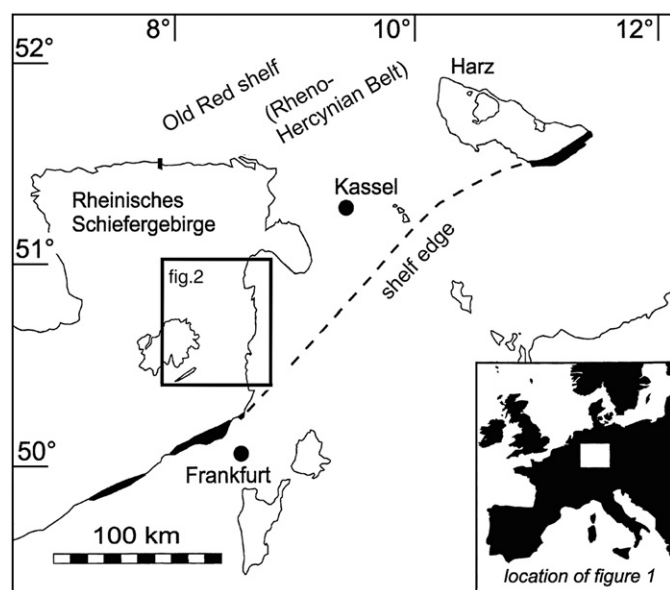 8°
10°
12°
52°
Harz
Old Red shelf
(Rheno-
Hercynian Belt)
Kassel
Rheinisches
Schiefergebirge
51°
shelf edge
fig.2
50°
Frankfurt
100 km
location of figure 1